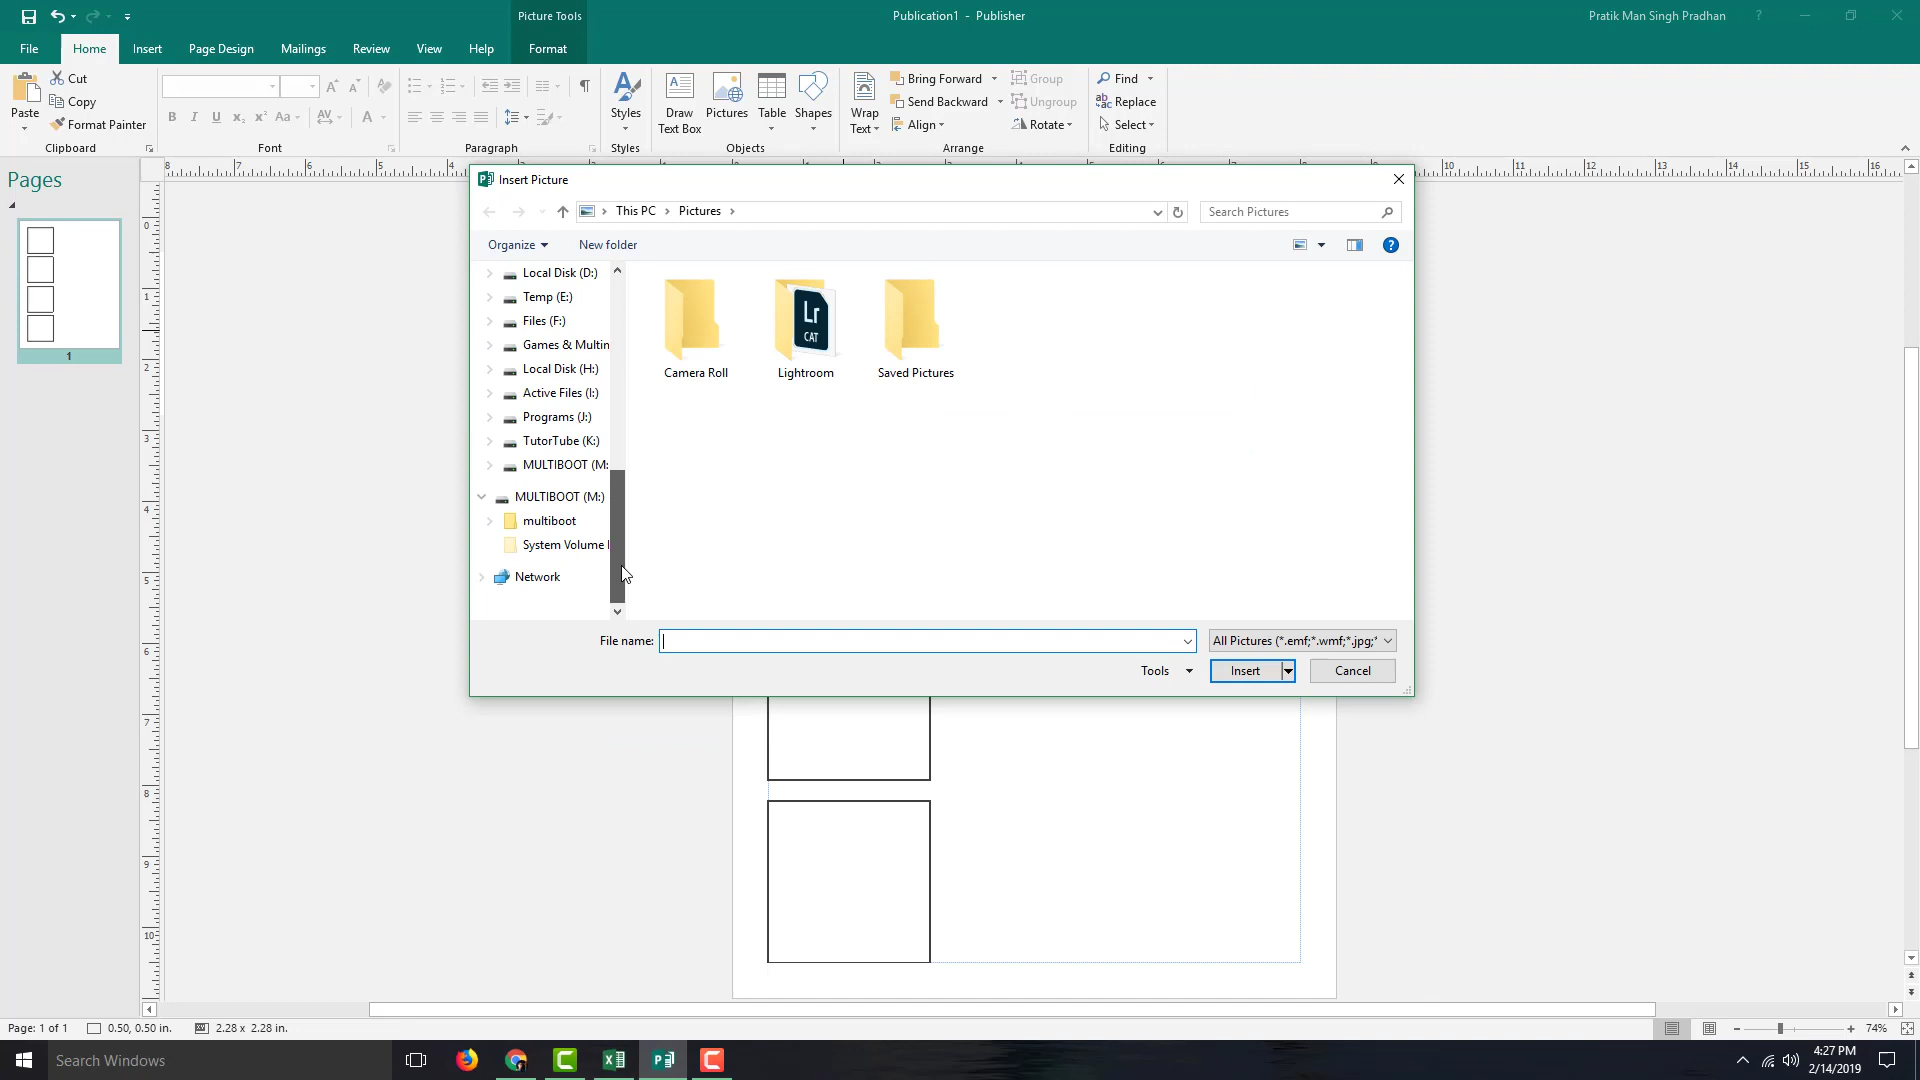 Picture Tools
Publication1 - Publisher
Pratik Man Singh Pradhan
?
File Home Insert Page Design Mailings Review View Help Format
Paste
Cut
Copy
Format Painter
Clipboard
B I U x₂ x² Aa AV A
Font
Paragraph
Styles
Styles
Draw Text Box
Pictures
Table
Shapes
Objects
Wrap Text
Bring Forward
Send Backward
Align
Group
Ungroup
Rotate
Arrange
Find
Replace
Select
Editing
Pages
1
Insert Picture
This PC > Pictures >
Search Pictures
Organize New folder
Local Disk (D:)
Temp (E:)
Files (F:)
Games & Multin
Local Disk (H:)
Active Files (I:)
Programs (J:)
TutorTube (K:)
MULTIBOOT (M:
MULTIBOOT (M:)
multiboot
System Volume I
Network
Lr
CAT
Camera Roll Lightroom Saved Pictures
File name:
All Pictures (*.emf;*.wmf;*.jpg;*
Tools Insert Cancel
Page: 1 of 1 0.50, 0.50 in. 2.28 x 2.28 in.
74%
Search Windows
4:27 PM
2/14/2019